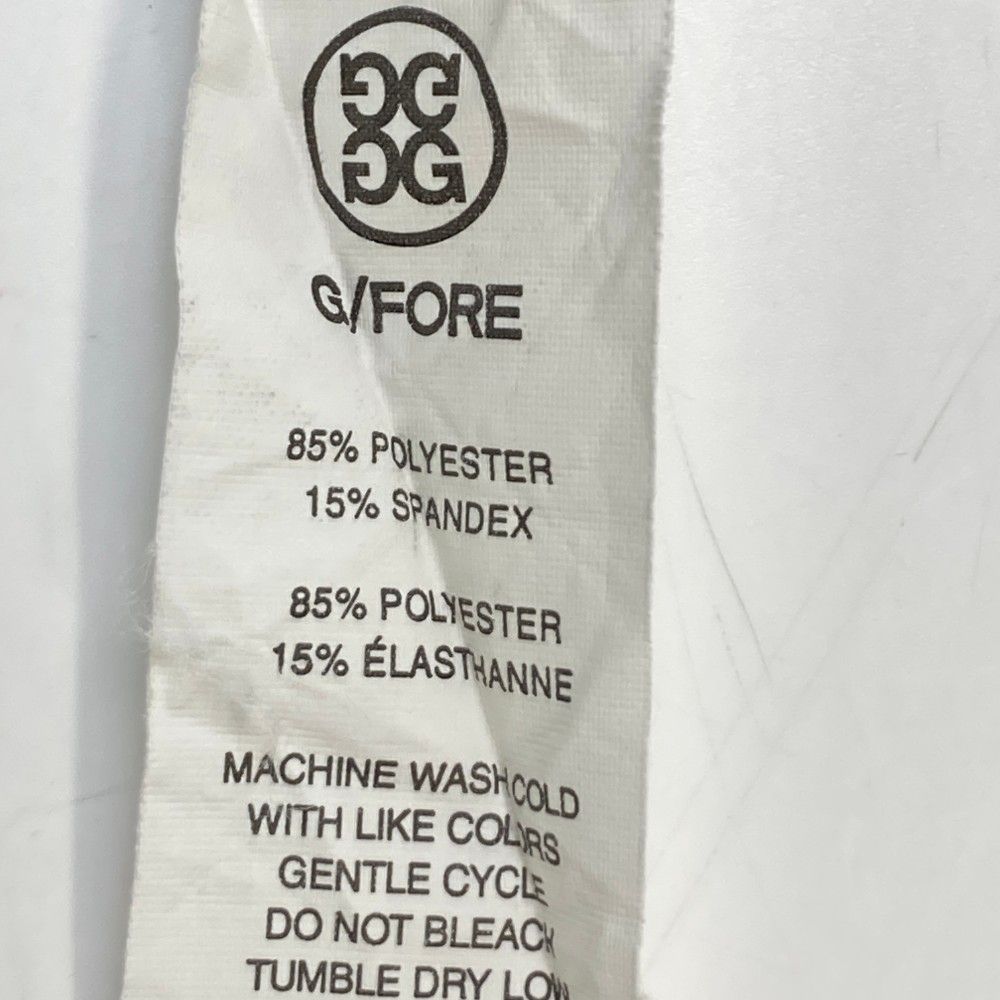 G/FORE
85% POLYESTER
15% SPANDEX
85% POLYESTER
15% ÉLASTHANNE
MACHINE WASH COLD
WITH LIKE COLORS
GENTLE CYCLE
DO NOT BLEACH
TUMBLE DRY LOW